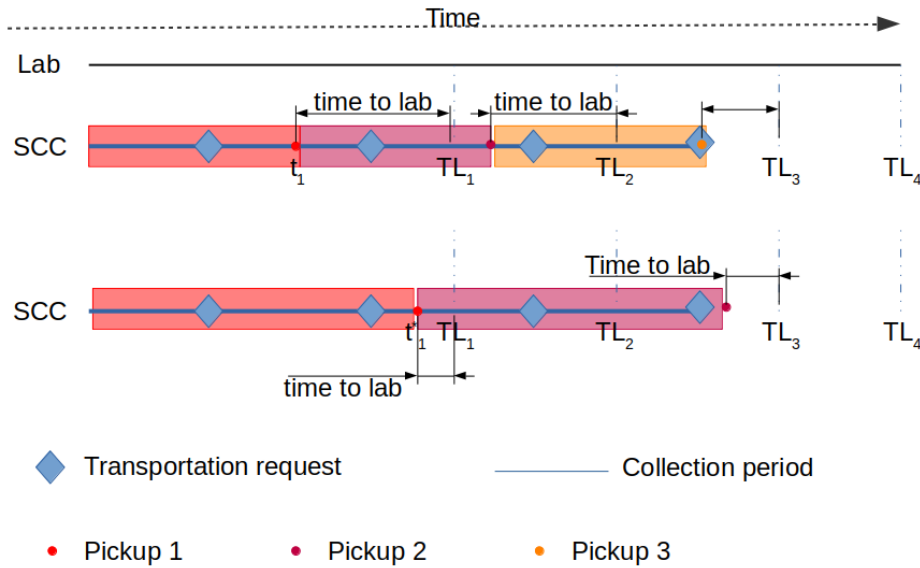 Time
Lab
time to lab time to lab
SCC
t1 TL1 TL2 TL3 TL4
Time to lab
SCC
t*1 TL1 TL2 TL3 TL4
time to lab
Transportation request Collection period
Pickup 1 Pickup 2 Pickup 3